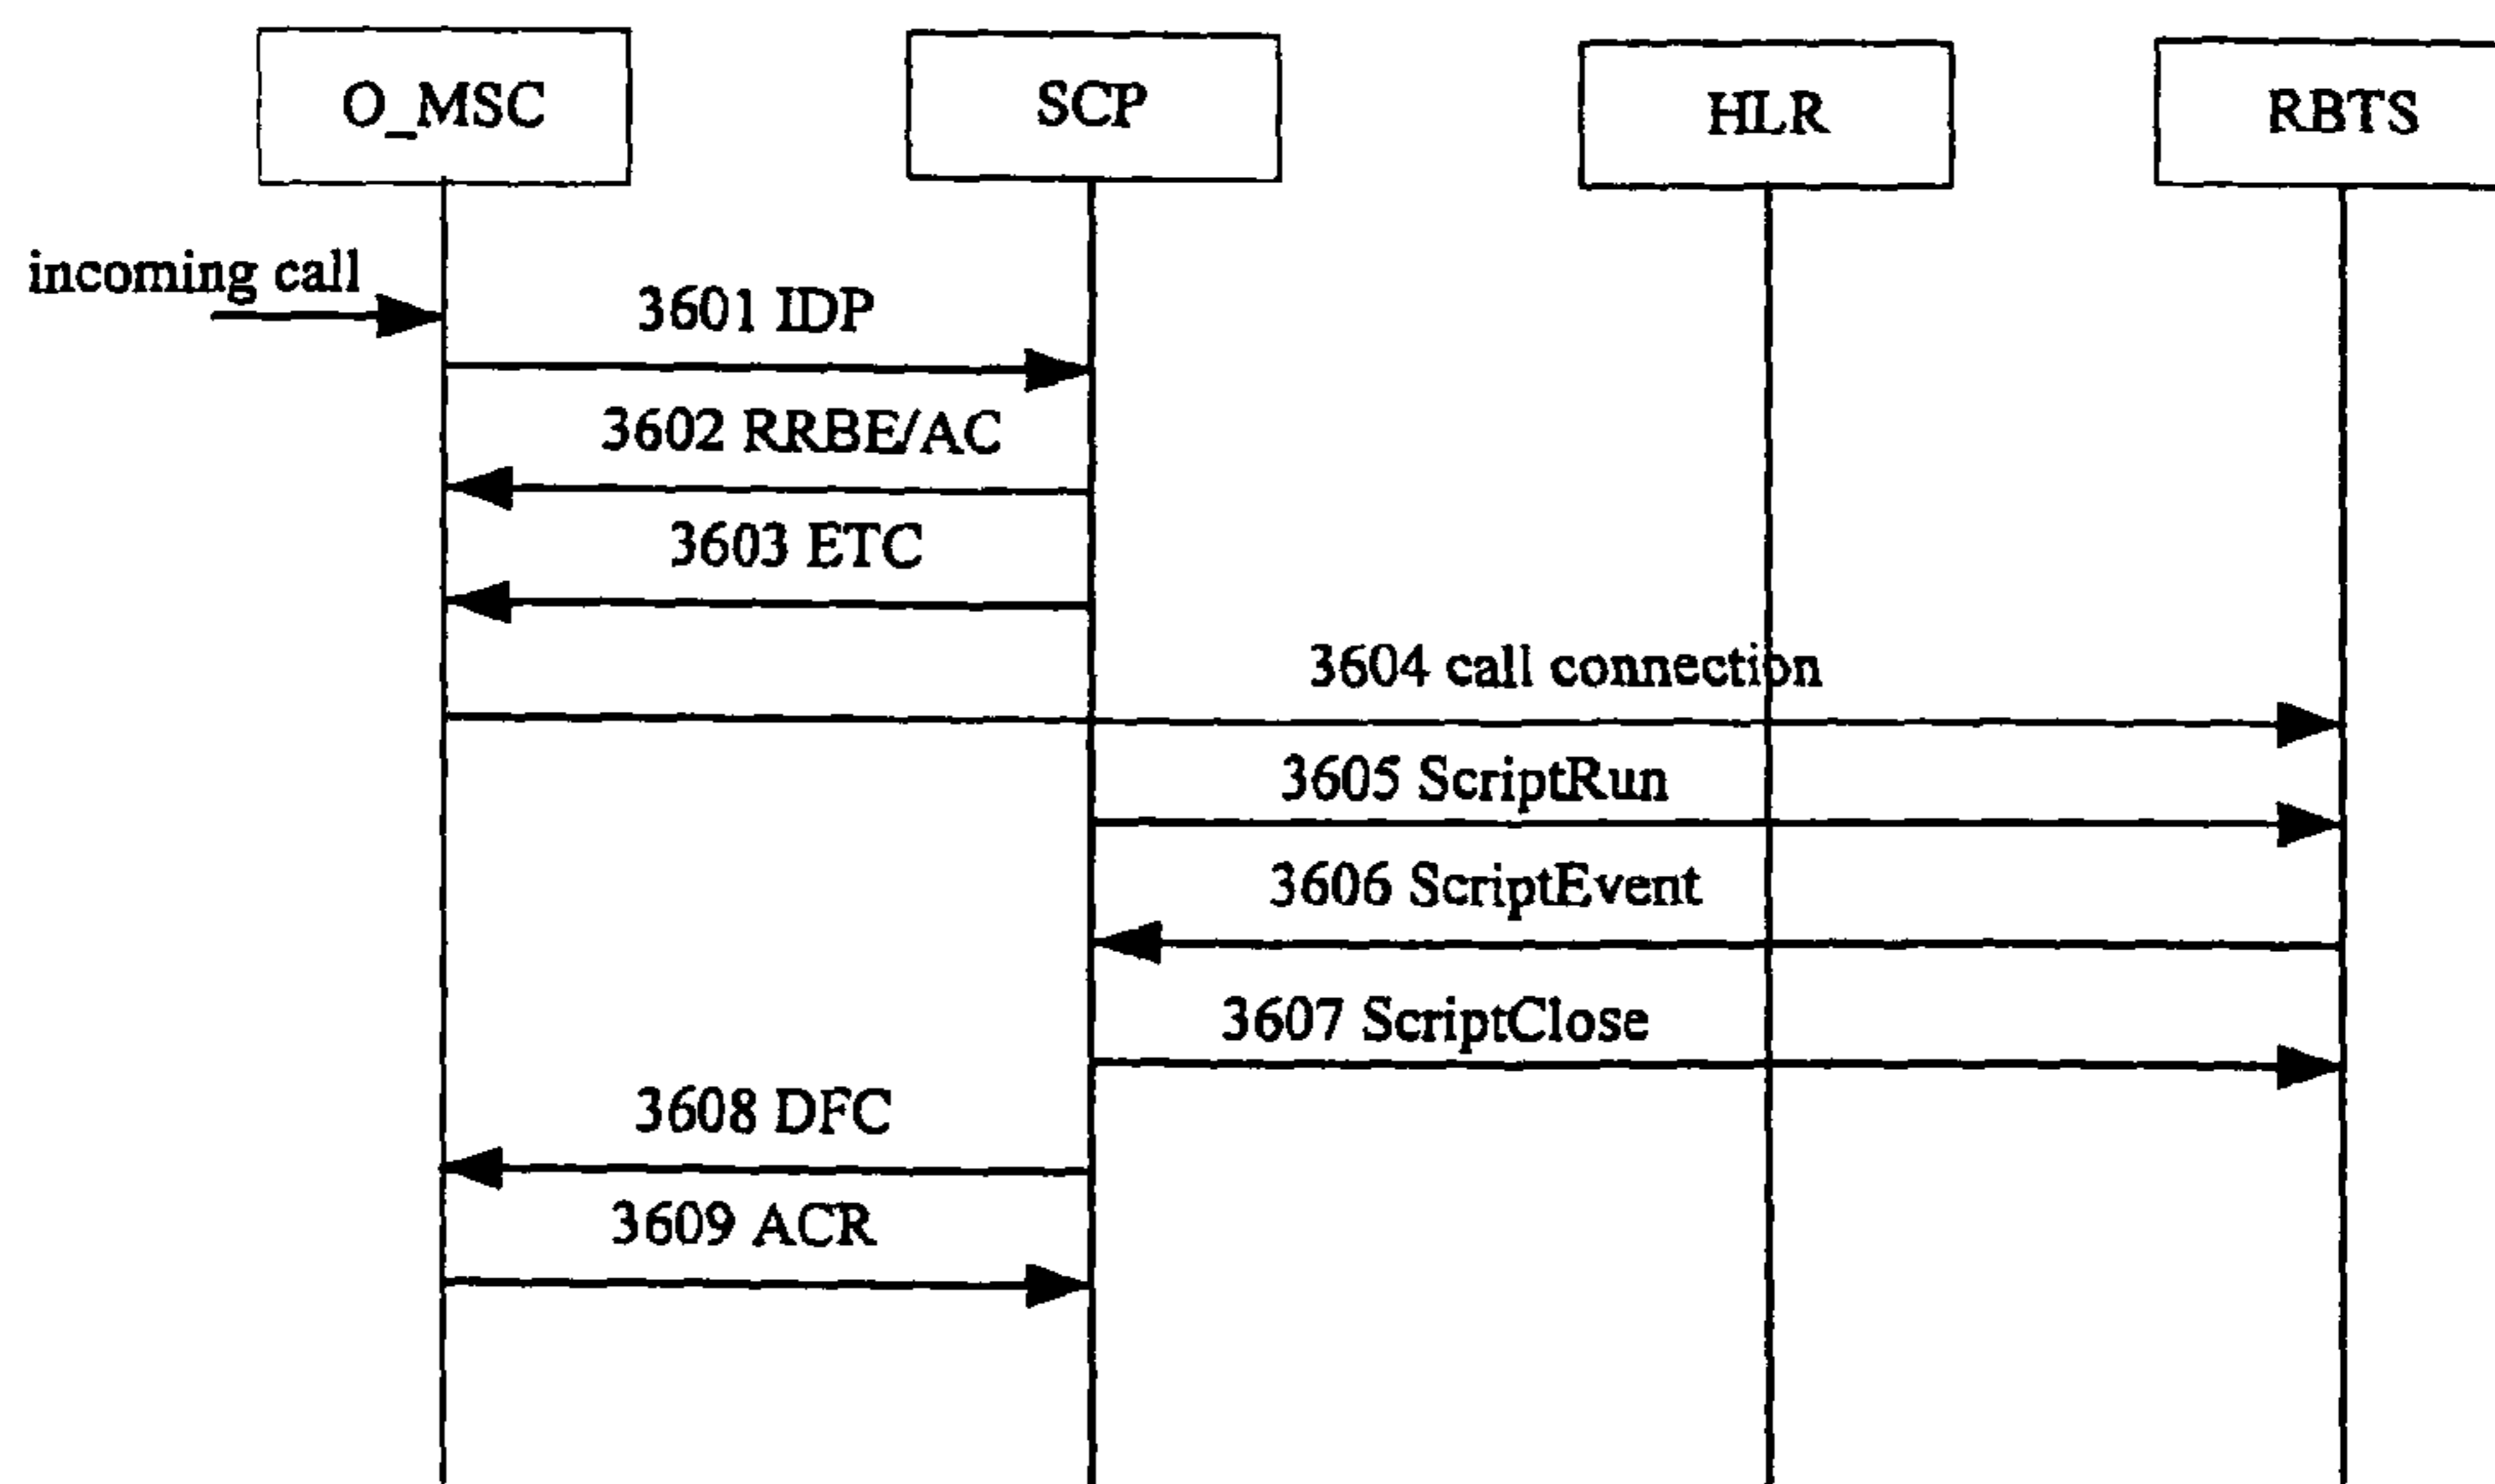 O_MSC
SCP
HLR
RBTS
incoming call
3601 IDP
3602 RRBE/AC
3603 ETC
3604 call connection
3605 ScriptRun
3606 ScriptEvent
3607 ScriptClose
3608 DFC
3609 ACR